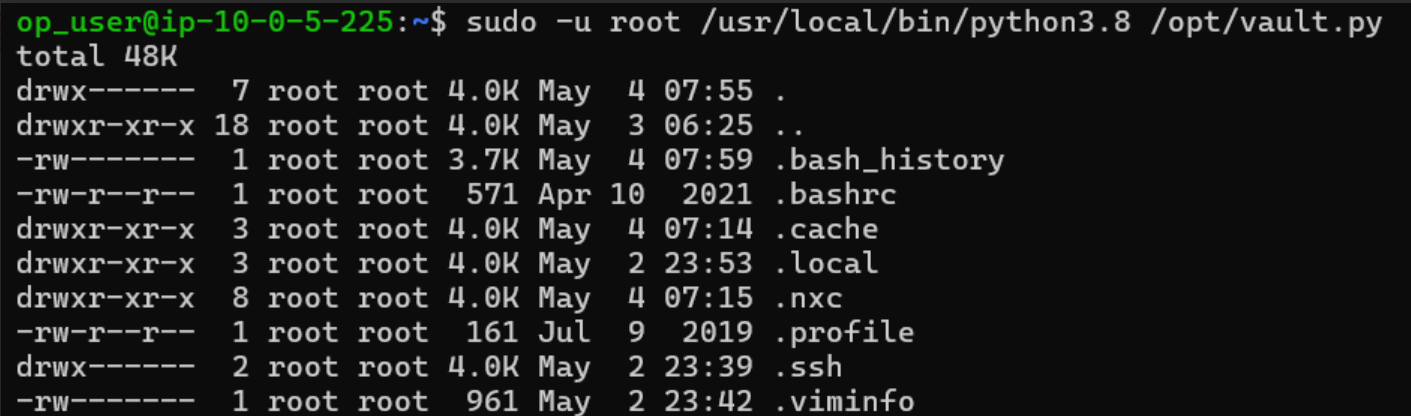 op_user@ip-10-0-5-225:~$ sudo -u root /usr/local/bin/python3.8 /opt/vault.py
total 48K
drwx------  7 root root 4.0K May  4 07:55 .
drwxr-xr-x 18 root root 4.0K May  3 06:25 ..
-rw-------  1 root root 3.7K May  4 07:59 .bash_history
-rw-r--r--  1 root root  571 Apr 10  2021 .bashrc
drwxr-xr-x  3 root root 4.0K May  4 07:14 .cache
drwxr-xr-x  3 root root 4.0K May  2 23:53 .local
drwxr-xr-x  8 root root 4.0K May  4 07:15 .nxc
-rw-r--r--  1 root root  161 Jul  9  2019 .profile
drwx------  2 root root 4.0K May  2 23:39 .ssh
-rw-------  1 root root  961 May  2 23:42 .viminfo